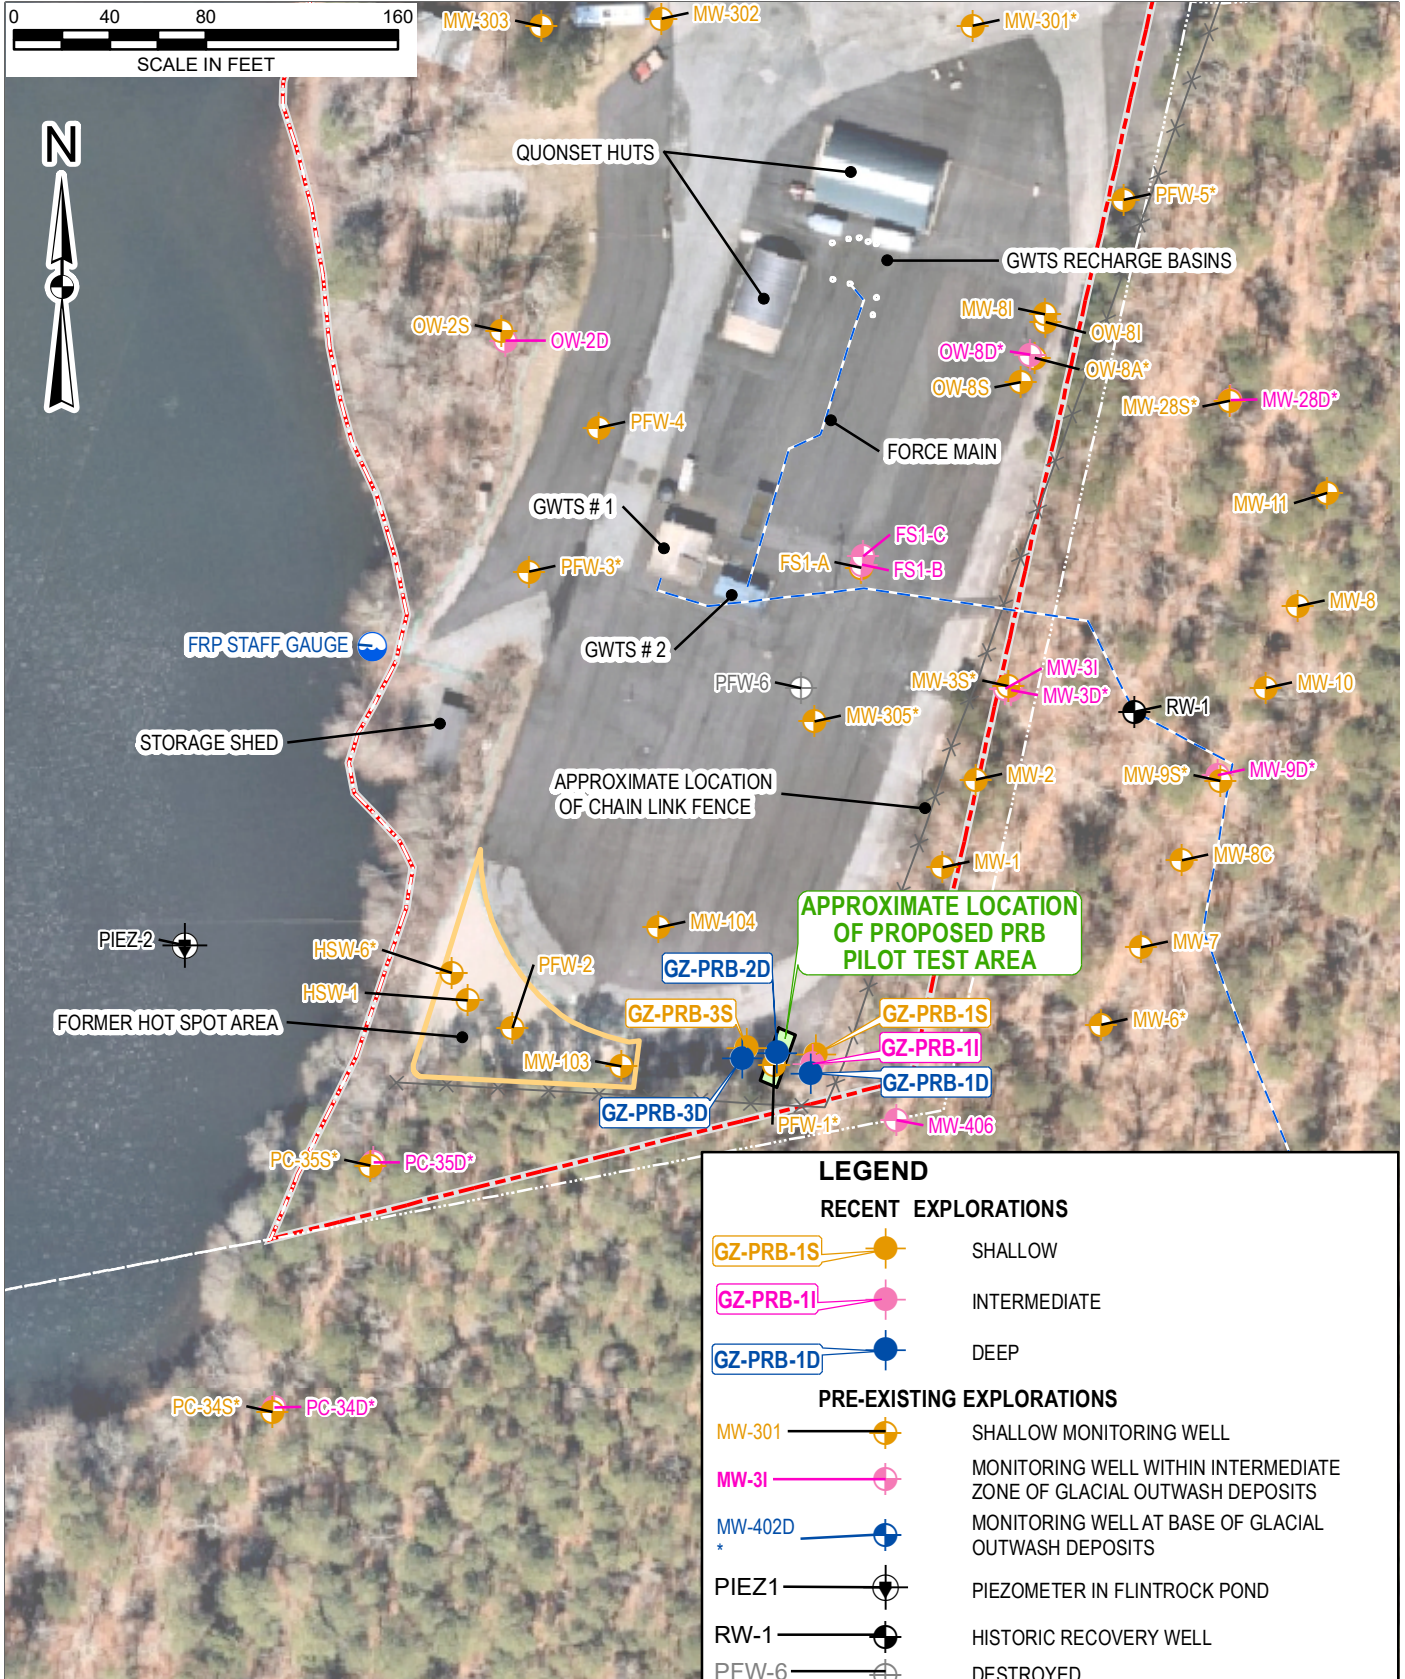 0 40 80 160
SCALE IN FEET
MW-303
MW-302
MW-301*
N
QUONSET HUTS
PFW-5*
GWTS RECHARGE BASINS
MW-8I
OW-2S
OW-8I
OW-2D
OW-8D*
OW-8A*
OW-8S
MW-28S*
MW-28D*
PFW-4
FORCE MAIN
MW-11
GWTS # 1
FS1-C
FS1-A
FS1-B
PFW-3*
MW-8
FRP STAFF GAUGE
GWTS # 2
MW-3I
PFW-6
MW-3S*
MW-3D*
MW-10
RW-1
MW-305*
STORAGE SHED
MW-2
MW-9S*
MW-9D*
APPROXIMATE LOCATION
OF CHAIN LINK FENCE
MW-8C
MW-1
APPROXIMATE LOCATION
OF PROPOSED PRB
PILOT TEST AREA
MW-104
PIEZ-2
HSW-6*
PFW-2
GZ-PRB-2D
MW-7
HSW-1
FORMER HOT SPOT AREA
GZ-PRB-3S
GZ-PRB-1S
MW-6*
GZ-PRB-1I
MW-103
GZ-PRB-1D
GZ-PRB-3D
PFW-1*
MW-406
PC-35S*
PC-35D*
PC-34S*
PC-34D*
LEGEND
RECENT EXPLORATIONS
GZ-PRB-1S SHALLOW
GZ-PRB-1I INTERMEDIATE
GZ-PRB-1D DEEP
PRE-EXISTING EXPLORATIONS
MW-301 SHALLOW MONITORING WELL
MW-3I MONITORING WELL WITHIN INTERMEDIATE
ZONE OF GLACIAL OUTWASH DEPOSITS
MW-402D MONITORING WELL AT BASE OF GLACIAL
* OUTWASH DEPOSITS
PIEZ1 PIEZOMETER IN FLINTROCK POND
RW-1 HISTORIC RECOVERY WELL
PFW-6 DESTROYED